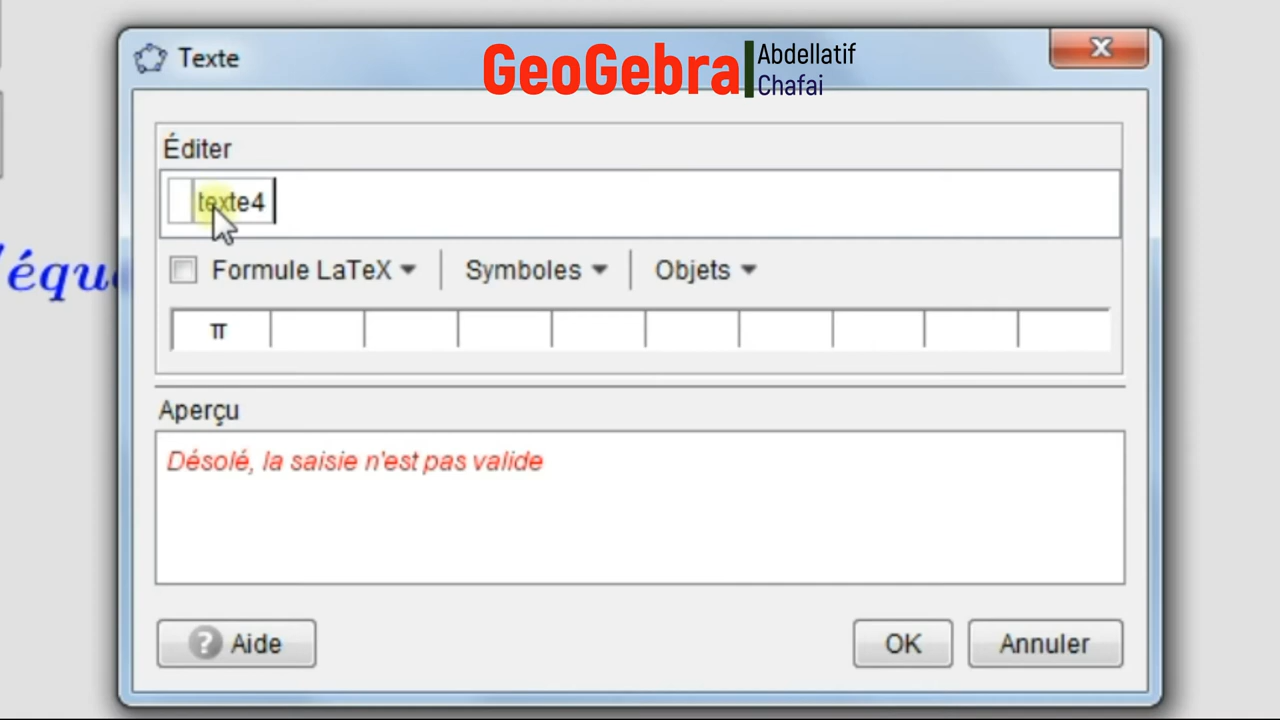 Texte
GeoGebra
Abdellatif
Chafai
Éditer
texte4
Formule LaTeX
Symboles
Objets
π
Aperçu
Désolé, la saisie n'est pas valide
? Aide
OK
Annuler